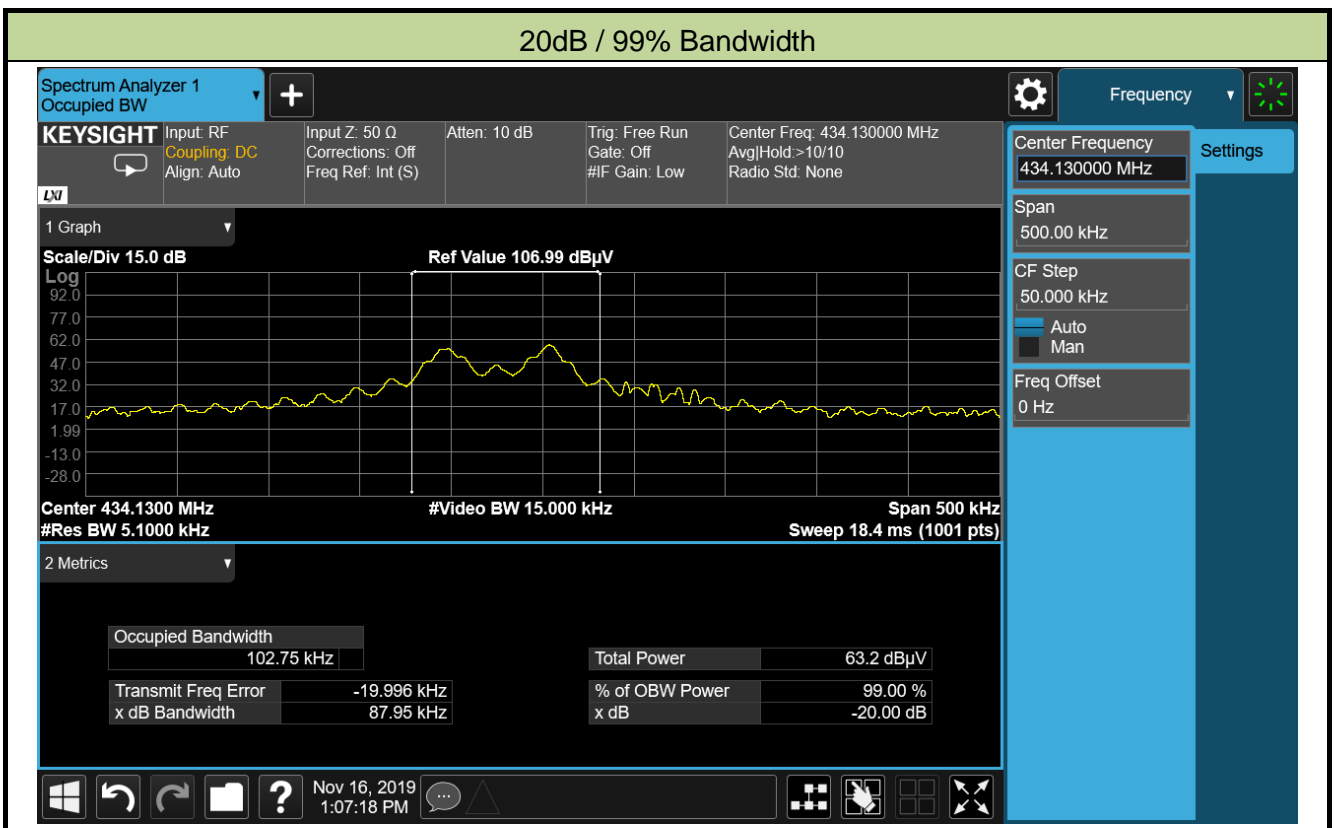 20dB / 99% Bandwidth
Spectrum Analyzer 1
Occupied BW
Frequency
KEYSIGHT
LXI
Input: RF
Coupling: DC
Align: Auto
Input Z: 50 Ω
Corrections: Off
Freq Ref: Int (S)
Atten: 10 dB
Trig: Free Run
Gate: Off
#IF Gain: Low
Center Freq: 434.130000 MHz
Avg|Hold:>10/10
Radio Std: None
Center Frequency
434.130000 MHz
Settings
Span
500.00 kHz
CF Step
50.000 kHz
Auto
Man
Freq Offset
0 Hz
1 Graph
Scale/Div 15.0 dB
Ref Value 106.99 dBµV
Log
92.0
77.0
62.0
47.0
32.0
17.0
1.99
-13.0
-28.0
Center 434.1300 MHz
#Video BW 15.000 kHz
Span 500 kHz
#Res BW 5.1000 kHz
Sweep 18.4 ms (1001 pts)
2 Metrics
Occupied Bandwidth
102.75 kHz
Total Power 63.2 dBµV
Transmit Freq Error -19.996 kHz
% of OBW Power 99.00 %
x dB Bandwidth 87.95 kHz
x dB -20.00 dB
Nov 16, 2019
1:07:18 PM